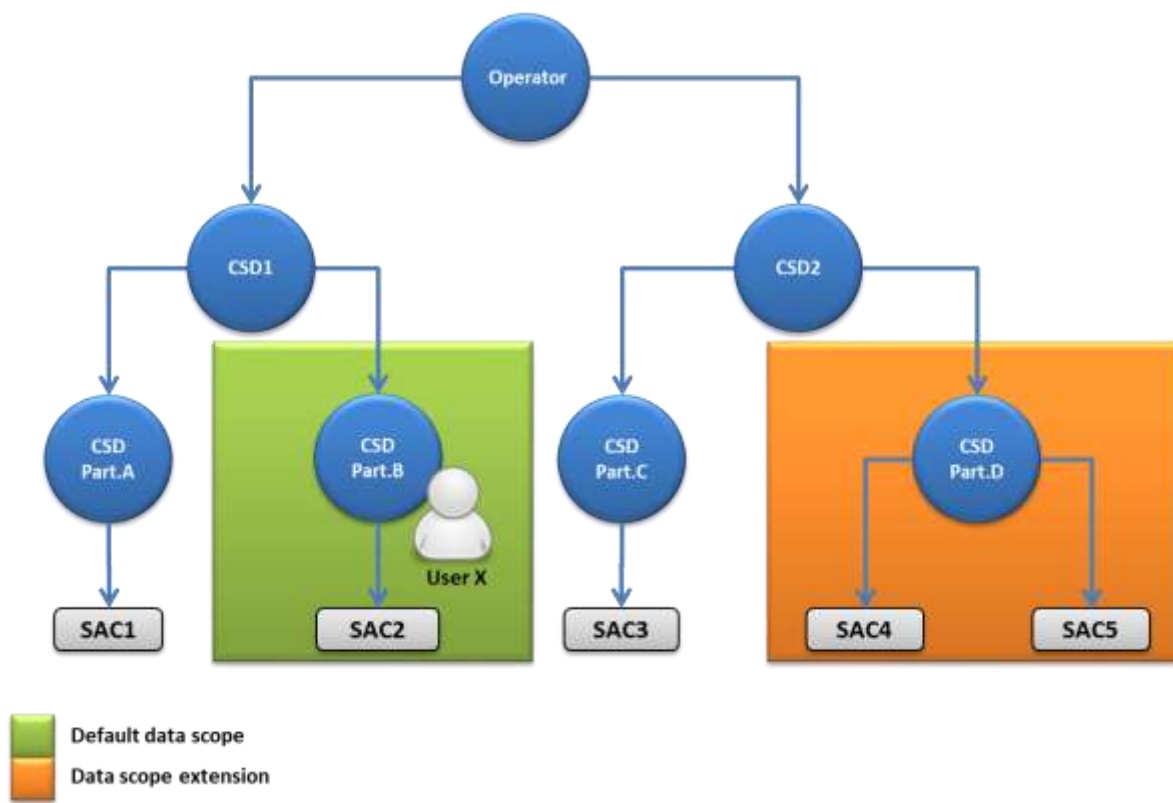 Operator
CSD1
CSD2
CSD
Part.A
CSD
Part.B
CSD
Part.C
CSD
Part.D
User X
SAC1
SAC2
SAC3
SAC4
SAC5
Default data scope
Data scope extension